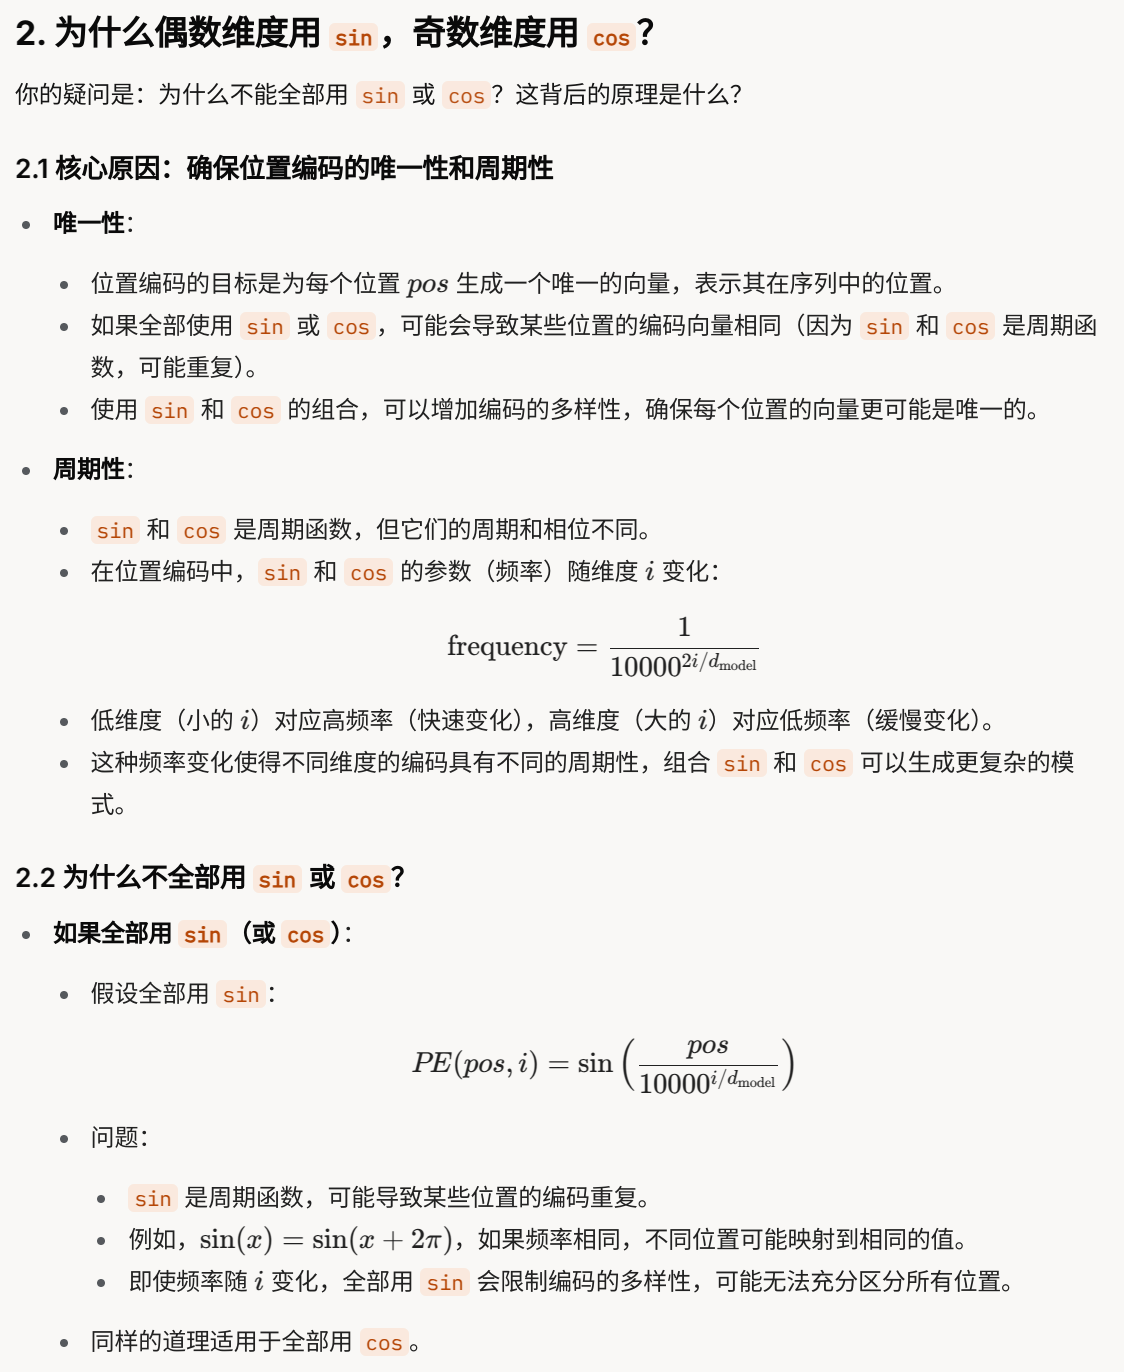 2. 为什么偶数维度用 sin，奇数维度用 cos？
你的疑问是：为什么不能全部用 sin 或 cos？这背后的原理是什么？
2.1 核心原因：确保位置编码的唯一性和周期性
• 唯一性：
• 位置编码的目标是为每个位置 pos 生成一个唯一的向量，表示其在序列中的位置。
• 如果全部使用 sin 或 cos，可能会导致某些位置的编码向量相同（因为 sin 和 cos 是周期函
数，可能重复）。
• 使用 sin 和 cos 的组合，可以增加编码的多样性，确保每个位置的向量更可能是唯一的。
• 周期性：
• sin 和 cos 是周期函数，但它们的周期和相位不同。
• 在位置编码中，sin 和 cos 的参数（频率）随维度 i 变化：
frequency = \frac{1}{10000^{2i/d_{model}}}
• 低维度（小的 i）对应高频率（快速变化），高维度（大的 i）对应低频率（缓慢变化）。
• 这种频率变化使得不同维度的编码具有不同的周期性，组合 sin 和 cos 可以生成更复杂的模
式。
2.2 为什么不全部用 sin 或 cos？
• 如果全部用 sin（或 cos）：
• 假设全部用 sin：
PE(pos, i) = \sin\left(\frac{pos}{10000^{i/d_{model}}}\right)
• 问题：
• sin 是周期函数，可能导致某些位置的编码重复。
• 例如，sin(x) = sin(x + 2π)，如果频率相同，不同位置可能映射到相同的值。
• 即使频率随 i 变化，全部用 sin 会限制编码的多样性，可能无法充分区分所有位置。
• 同样的道理适用于全部用 cos。